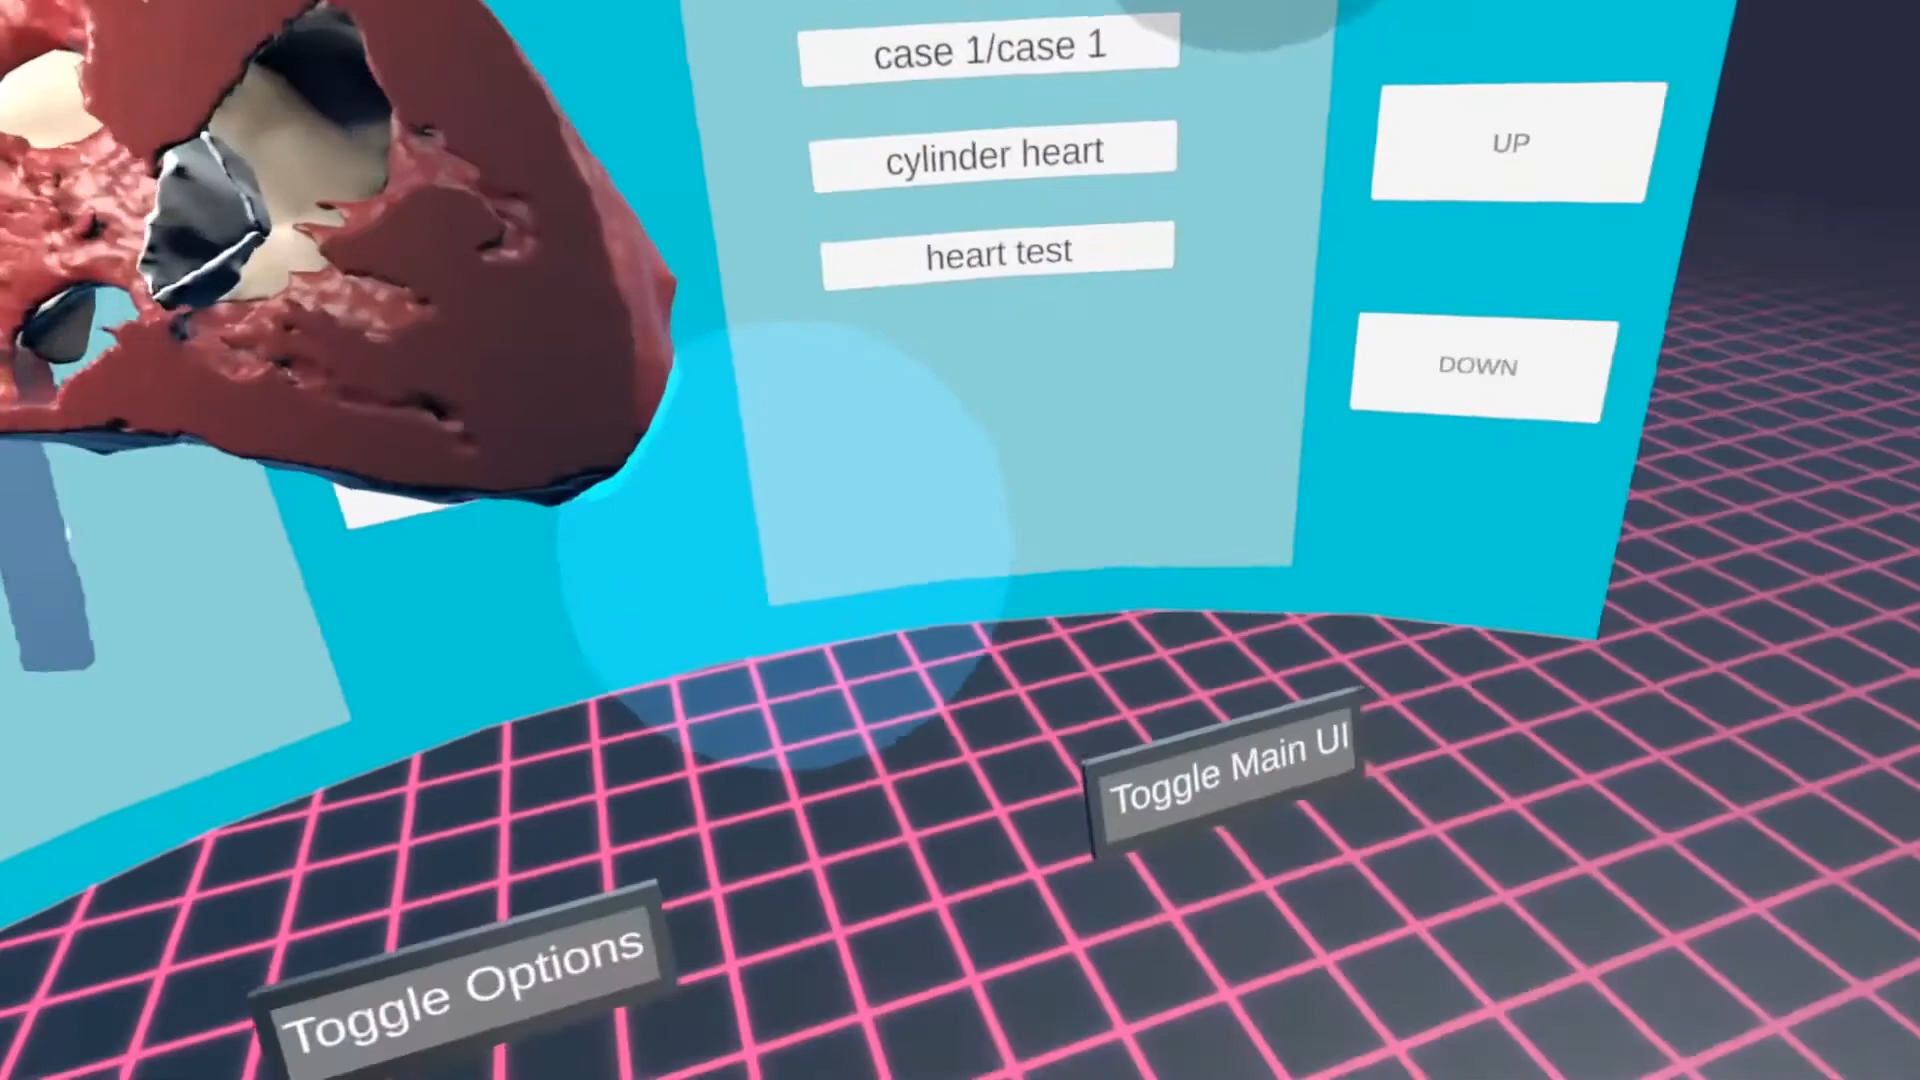 case 1/case 1
UP
cylinder heart
heart test
DOWN
Toggle Main UI
Toggle Options